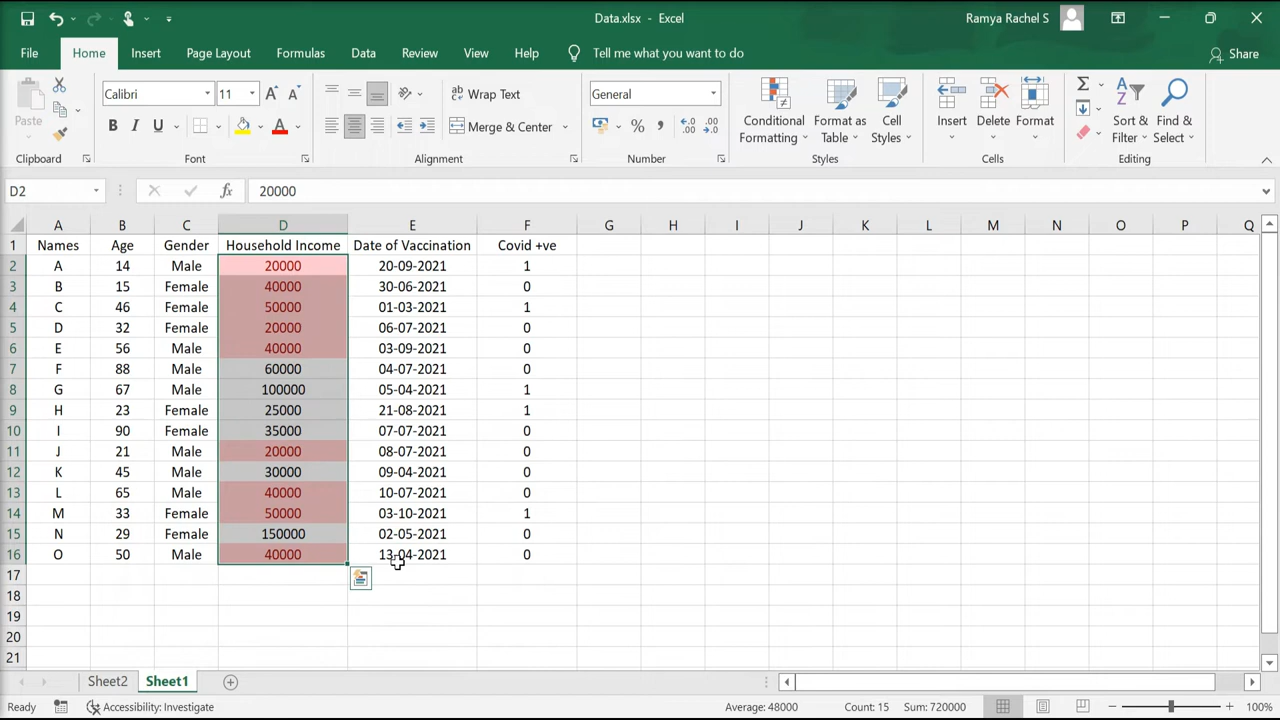 Data.xlsx - Excel
Ramya Rachel S
File Home Insert Page Layout Formulas Data Review View Help Tell me what you want to do Share
Paste
Calibri 11
Wrap Text
General
B I U
Merge & Center
% ,
Conditional Formatting
Format as Table
Cell Styles
Insert Delete Format
Sort & Filter
Find & Select
Clipboard Font Alignment Number Styles Cells Editing
D2 fx 20000
A B C D E F G H I J K L M N O P Q
1 Names Age Gender Household Income Date of Vaccination Covid +ve
2 A 14 Male 20000 20-09-2021 1
3 B 15 Female 40000 30-06-2021 0
4 C 46 Female 50000 01-03-2021 1
5 D 32 Female 20000 06-07-2021 0
6 E 56 Male 40000 03-09-2021 0
7 F 88 Male 60000 04-07-2021 0
8 G 67 Male 100000 05-04-2021 1
9 H 23 Female 25000 21-08-2021 1
10 I 90 Female 35000 07-07-2021 0
11 J 21 Male 20000 08-07-2021 0
12 K 45 Male 30000 09-04-2021 0
13 L 65 Male 40000 10-07-2021 0
14 M 33 Female 50000 03-10-2021 1
15 N 29 Female 150000 02-05-2021 0
16 O 50 Male 40000 13-04-2021 0
17
18
19
20
21
Sheet2 Sheet1
Ready Accessibility: Investigate Average: 48000 Count: 15 Sum: 720000 100%